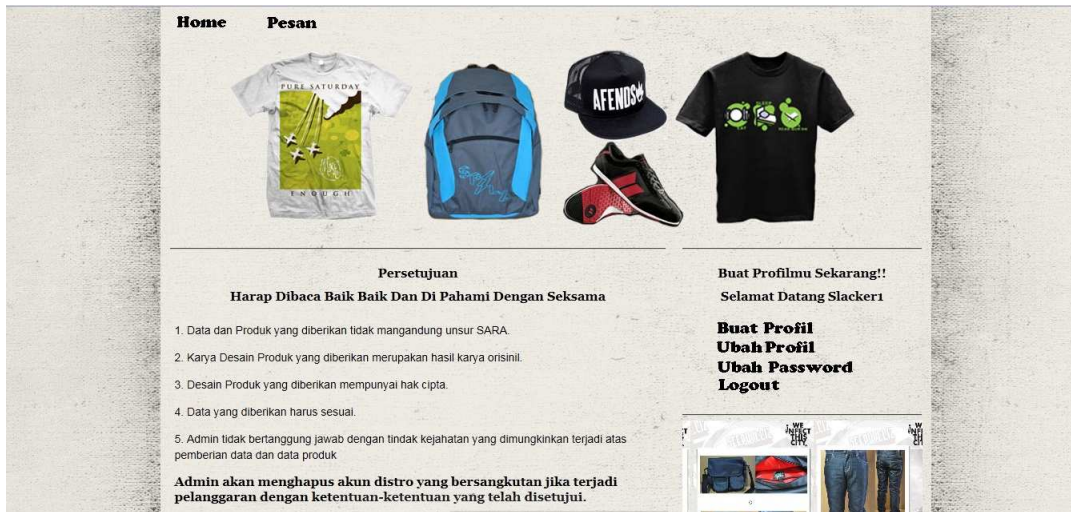 Home Pesan
PURE SATURDAY
ENOUGH
AFENDS
SLEEP
EAT
Persetujuan
Harap Dibaca Baik Baik Dan Di Pahami Dengan Seksama
1. Data dan Produk yang diberikan tidak mangandung unsur SARA.
2. Karya Desain Produk yang diberikan merupakan hasil karya orisinil.
3. Desain Produk yang diberikan mempunyai hak cipta.
4. Data yang diberikan harus sesuai.
5. Admin tidak bertanggung jawab dengan tindak kejahatan yang dimungkinkan terjadi atas
pemberian data dan data produk
Admin akan menghapus akun distro yang bersangkutan jika terjadi
pelanggaran dengan ketentuan-ketentuan yang telah disetujui.
Buat Profilmu Sekarang!!
Selamat Datang Slacker1
Buat Profil
Ubah Profil
Ubah Password
Logout
WE
INFECT
THIS
CITY